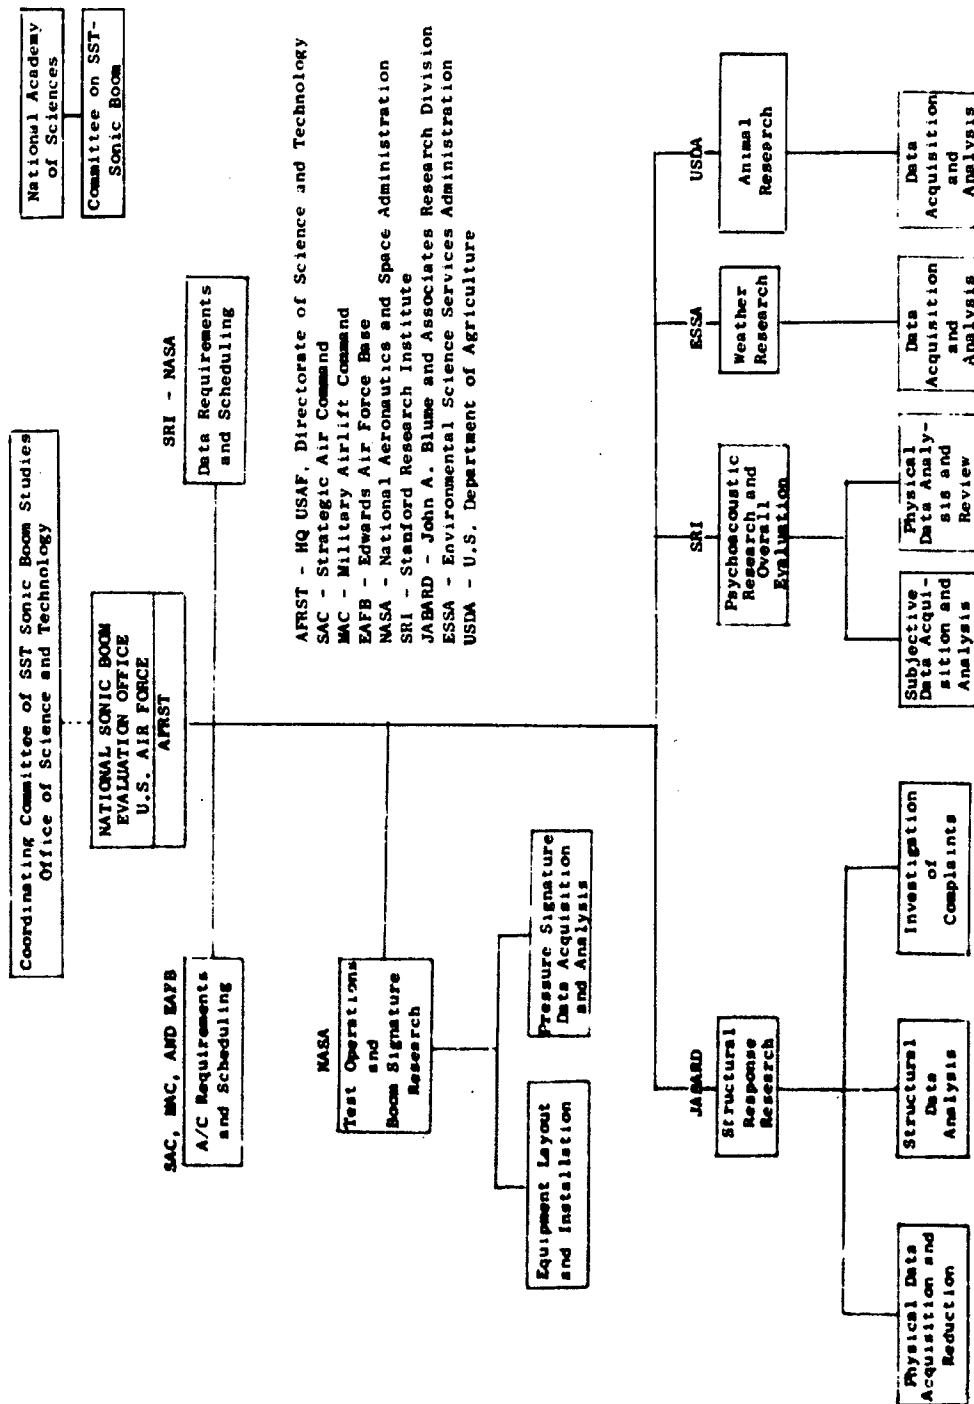 Coordinating Committee of SST Sonic Boom Studies
Office of Science and Technology
National Academy
of Sciences
Committee on SST-
Sonic Boom
NATIONAL SONIC BOOM
EVALUATION OFFICE
U.S. AIR FORCE
AFRST
SAC, MAC, AND EAFB
A/C Requirements
and Scheduling
SRI - NASA
Data Requirements
and Scheduling
NASA
Test Operations
and
Boom Signature
Research
Equipment Layout
and Installation
Pressure Signature
Data Acquisition
and Analysis
AFRST - HQ USAF, Directorate of Science and Technology
SAC - Strategic Air Command
MAC - Military Airlift Command
EAFB - Edwards Air Force Base
NASA - National Aeronautics and Space Administration
SRI - Stanford Research Institute
JABARD - John A. Blume and Associates Research Division
ESSA - Environmental Science Services Administration
USDA - U.S. Department of Agriculture
JABARD
Structural
Response
Research
Physical Data
Acquisition and
Reduction
Structural
Data
Analysis
Investigation
of
Complaints
SRI
Psychoacoustic
Research and
Overall
Evaluation
Subjective
Data Acqui-
sition and
Analysis
Physical
Data Analy-
sis and
Review
ESSA
Weather
Research
Data
Acquisition
and
Analysis
USDA
Animal
Research
Data
Acquisition
and
Analysis